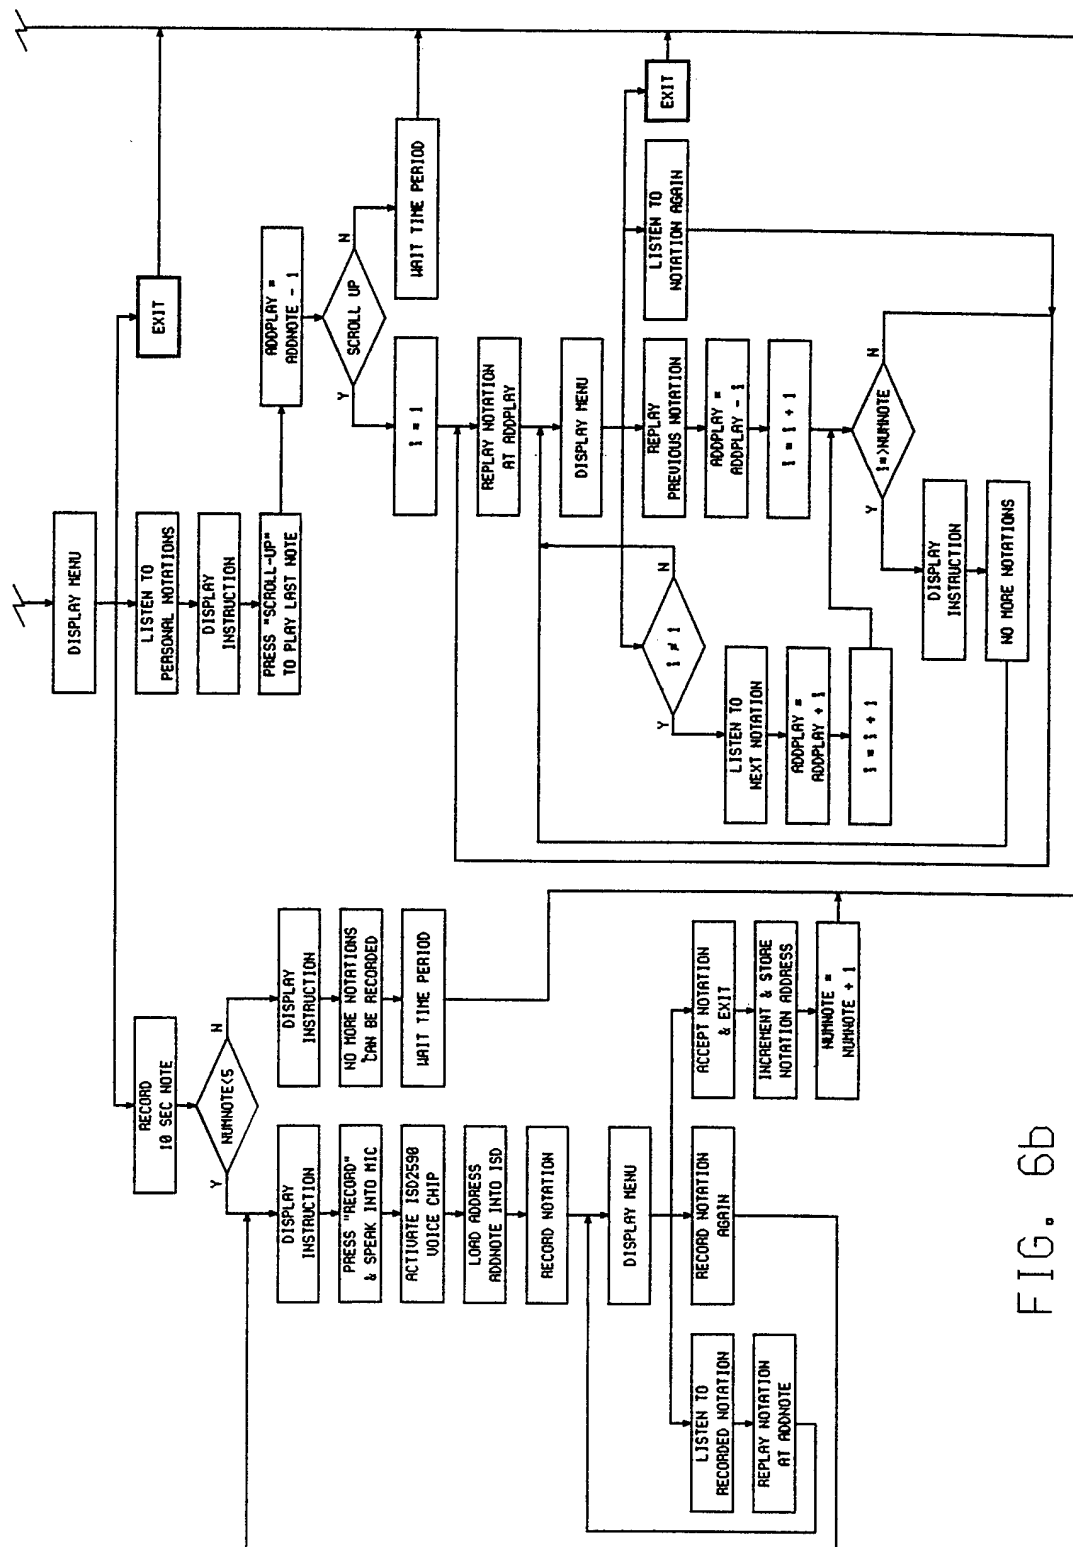 DISPLAY MENU
RECORD
10 SEC NOTE
NUMNOTE<5
Y
N
DISPLAY
INSTRUCTION
PRESS "RECORD"
& SPEAK INTO MIC
ACTIVATE ISD2590
VOICE CHIP
LOAD ADDRESS
ADDNOTE INTO ISD
RECORD NOTATION
DISPLAY MENU
LISTEN TO
RECORDED NOTATION
REPLAY NOTATION
AT ADDNOTE
RECORD NOTATION
AGAIN
ACCEPT NOTATION
& EXIT
INCREMENT & STORE
NOTATION ADDRESS
NUMNOTE =
NUMNOTE + 1
DISPLAY
INSTRUCTION
NO MORE NOTATIONS
CAN BE RECORDED
WAIT TIME PERIOD
LISTEN TO
PERSONAL NOTATIONS
DISPLAY
INSTRUCTION
PRESS "SCROLL-UP"
TO PLAY LAST NOTE
ADDPLAY =
ADDNOTE - 1
SCROLL UP
Y
N
WAIT TIME PERIOD
i = 1
REPLAY NOTATION
AT ADDPLAY
DISPLAY MENU
i ≠ 1
Y
N
LISTEN TO
NEXT NOTATION
ADDPLAY =
ADDPLAY + i
i = i + 1
REPLAY
PREVIOUS NOTATION
ADDPLAY =
ADDPLAY - i
i = i + 1
i=>NUMNOTE
Y
N
DISPLAY
INSTRUCTION
NO MORE NOTATIONS
LISTEN TO
NOTATION AGAIN
EXIT
EXIT
FIG. 6b